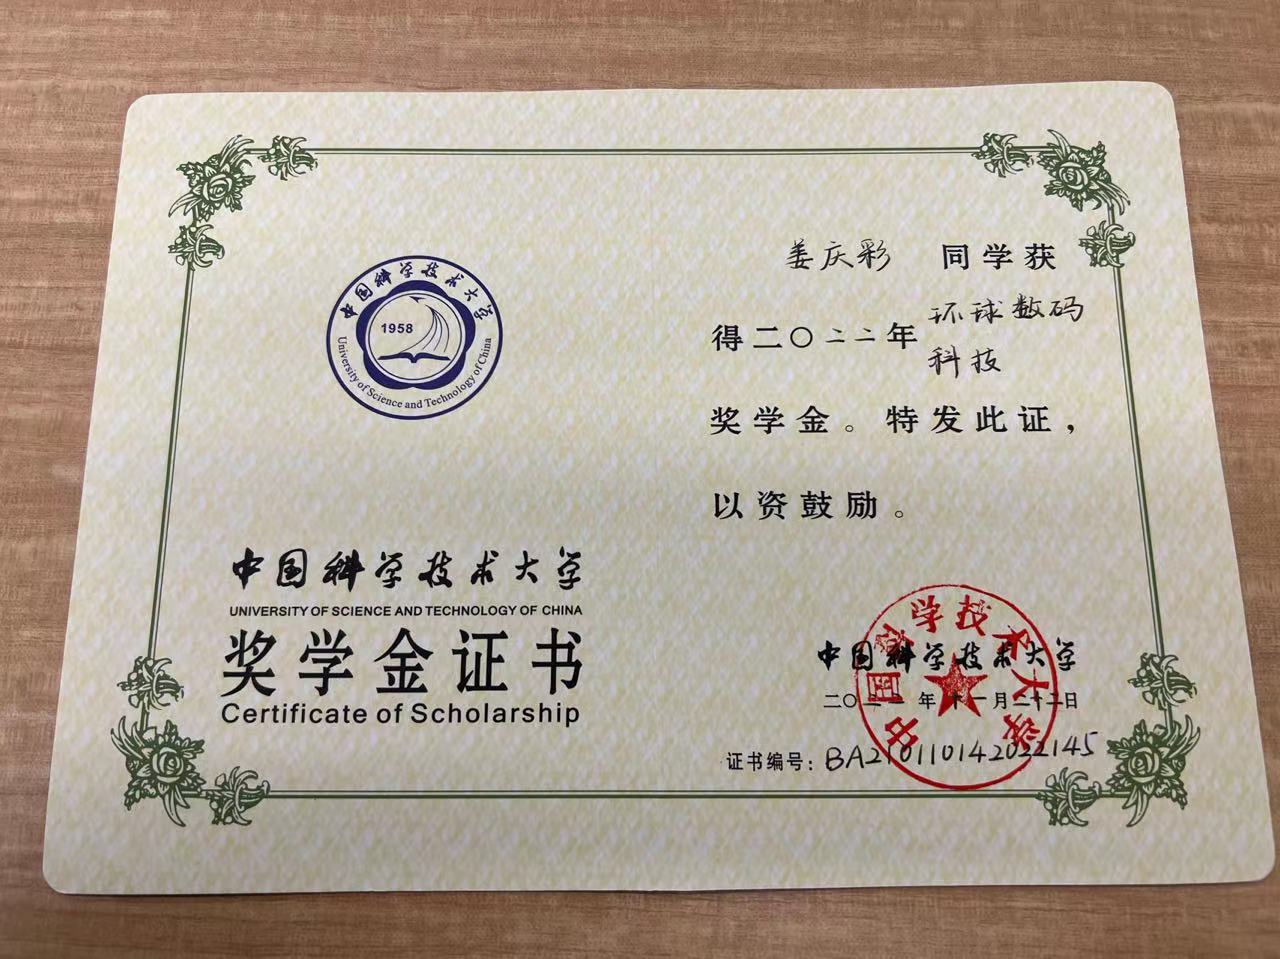 中国科学技术大学
1958
University of Science and Technology of China
中国科学技术大学
UNIVERSITY OF SCIENCE AND TECHNOLOGY OF CHINA
奖学金证书
Certificate of Scholarship
姜庆彩 同学获
得二〇二二年环球数码
科技
奖学金。特发此证，
以资鼓励。
中国科学技术大学
二〇二二年十一月二十二日
证书编号：BA21011042022145
中国科学技术大学